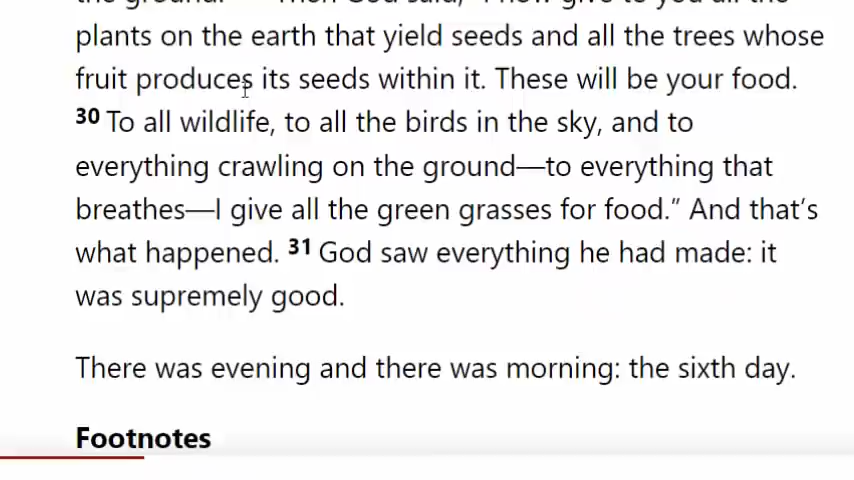 plants on the earth that yield seeds and all the trees whose
fruit produces its seeds within it. These will be your food.
30 To all wildlife, to all the birds in the sky, and to
everything crawling on the ground—to everything that
breathes—I give all the green grasses for food.” And that’s
what happened. 31 God saw everything he had made: it
was supremely good.
There was evening and there was morning: the sixth day.
Footnotes